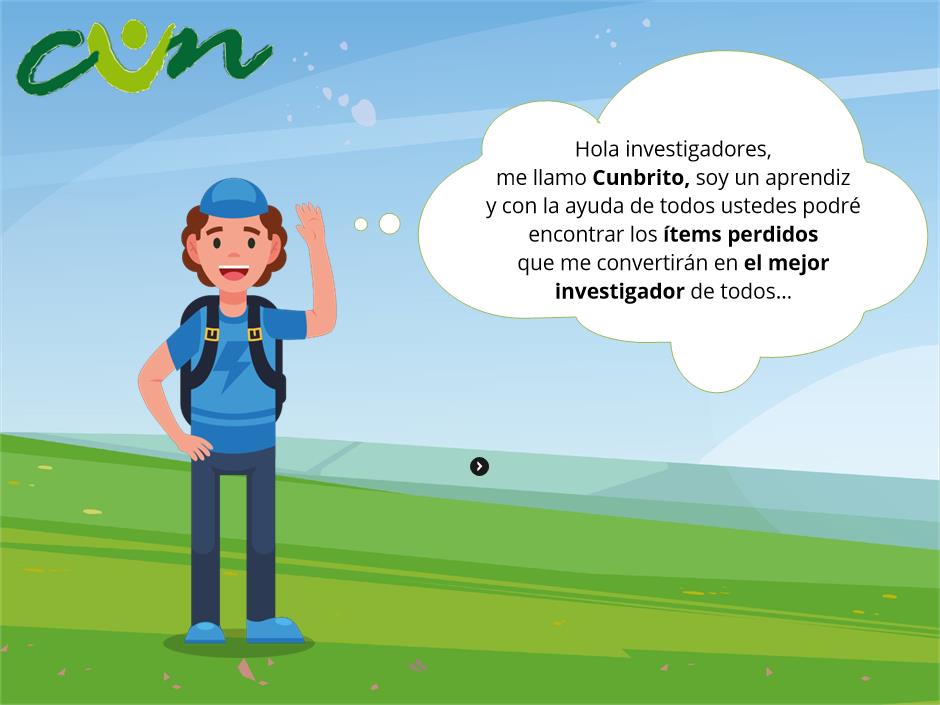 cun
Hola investigadores,
me llamo Cunbrito, soy un aprendiz
y con la ayuda de todos ustedes podré
encontrar los ítems perdidos
que me convertirán en el mejor
investigador de todos...